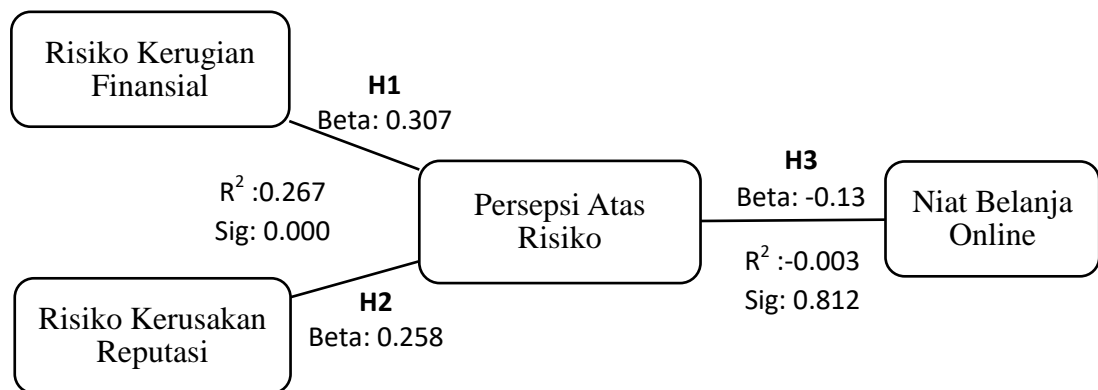 Risiko Kerugian
Finansial
H1
Beta: 0.307
R² :0.267
Sig: 0.000
Persepsi Atas
Risiko
H3
Beta: -0.13
R² :-0.003
Sig: 0.812
Niat Belanja
Online
Risiko Kerusakan
Reputasi
H2
Beta: 0.258